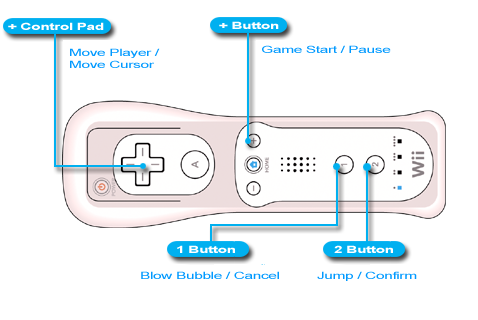 + Control Pad
+ Button
Move Player /
Move Cursor
Game Start / Pause
A
HOME
1
2
Wii
POWER
1 Button
2 Button
Blow Bubble / Cancel
Jump / Confirm